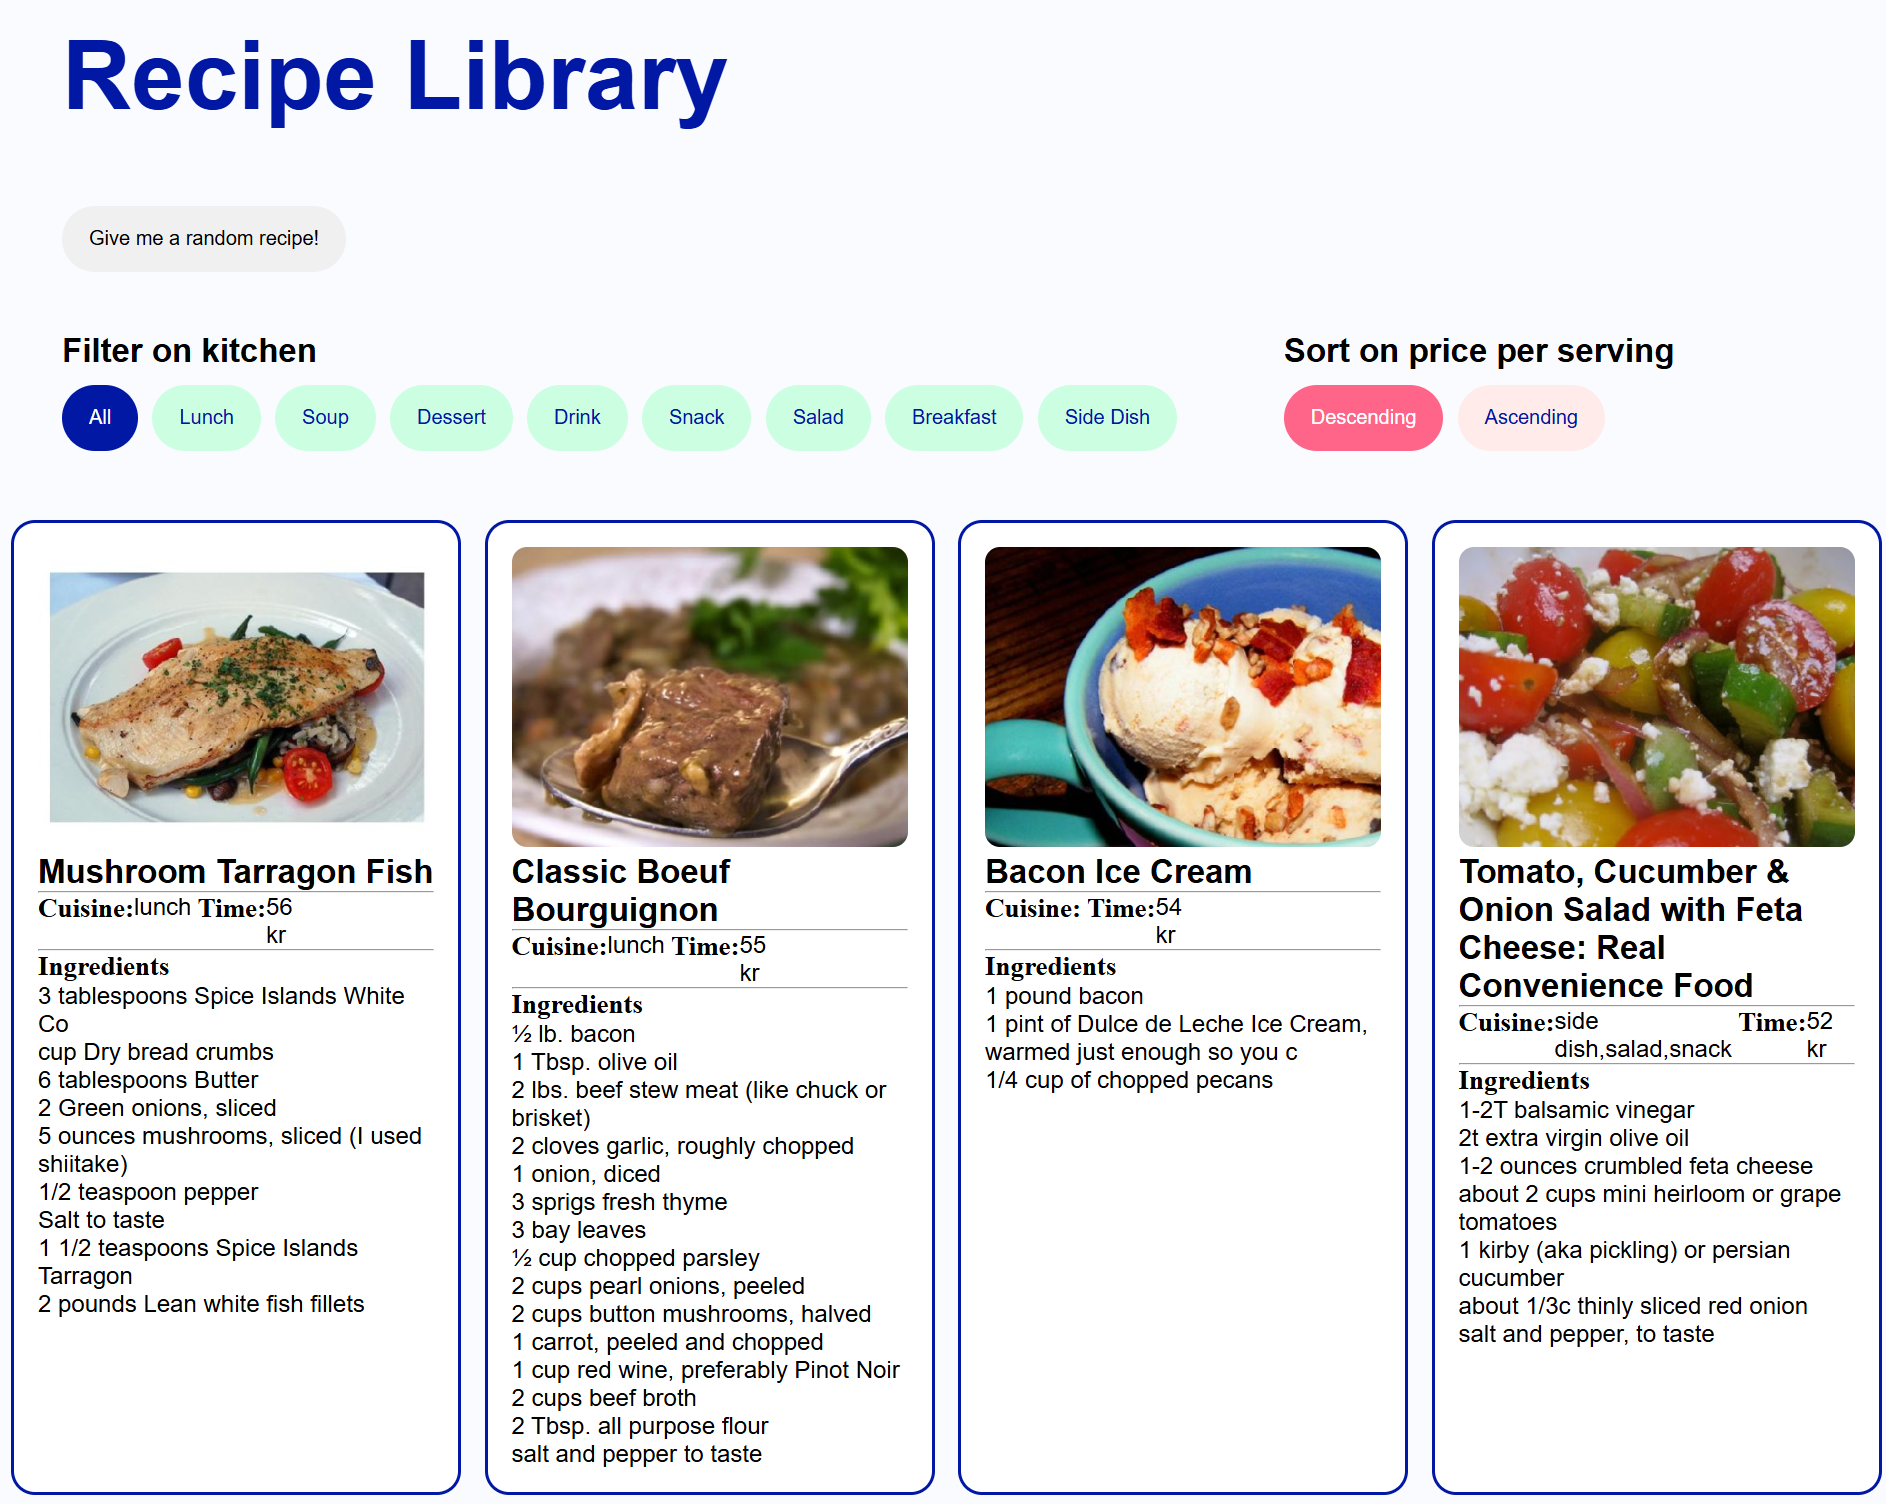 Recipe Library
Give me a random recipe!
Filter on kitchen
Sort on price per serving
All Lunch Soup Dessert Drink Snack Salad Breakfast Side Dish
Descending Ascending
Mushroom Tarragon Fish
Cuisine:lunch Time:56
kr
Ingredients
3 tablespoons Spice Islands White
Co
cup Dry bread crumbs
6 tablespoons Butter
2 Green onions, sliced
5 ounces mushrooms, sliced (I used
shiitake)
1/2 teaspoon pepper
Salt to taste
1 1/2 teaspoons Spice Islands
Tarragon
2 pounds Lean white fish fillets
Classic Boeuf
Bourguignon
Cuisine:lunch Time:55
kr
Ingredients
½ lb. bacon
1 Tbsp. olive oil
2 lbs. beef stew meat (like chuck or
brisket)
2 cloves garlic, roughly chopped
1 onion, diced
3 sprigs fresh thyme
3 bay leaves
½ cup chopped parsley
2 cups pearl onions, peeled
2 cups button mushrooms, halved
1 carrot, peeled and chopped
1 cup red wine, preferably Pinot Noir
2 cups beef broth
2 Tbsp. all purpose flour
salt and pepper to taste
Bacon Ice Cream
Cuisine: Time:54
kr
Ingredients
1 pound bacon
1 pint of Dulce de Leche Ice Cream,
warmed just enough so you c
1/4 cup of chopped pecans
Tomato, Cucumber &
Onion Salad with Feta
Cheese: Real
Convenience Food
Cuisine:side Time:52
dish,salad,snack kr
Ingredients
1-2T balsamic vinegar
2t extra virgin olive oil
1-2 ounces crumbled feta cheese
about 2 cups mini heirloom or grape
tomatoes
1 kirby (aka pickling) or persian
cucumber
about 1/3c thinly sliced red onion
salt and pepper, to taste